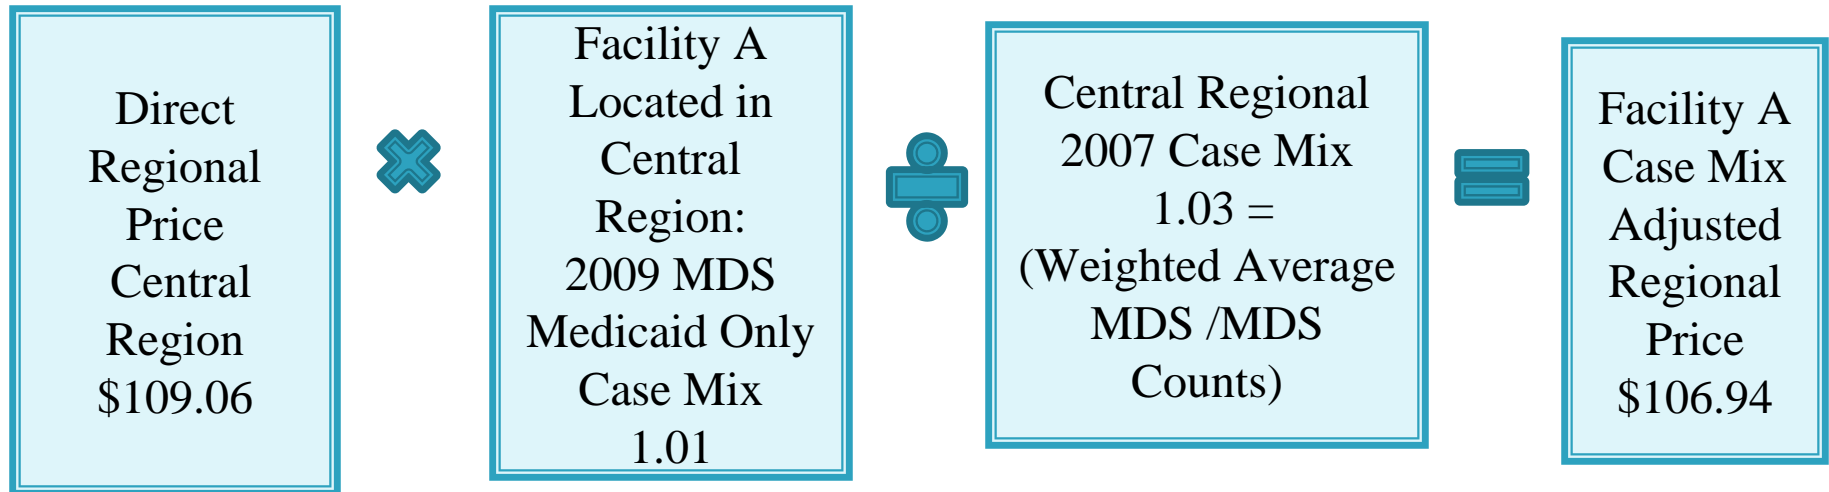 Direct
Regional
Price
Central
Region
$109.06
Facility A
Located in
Central
Region:
2009 MDS
Medicaid Only
Case Mix
1.01
Central Regional
2007 Case Mix
1.03 =
(Weighted Average
MDS /MDS
Counts)
Facility A
Case Mix
Adjusted
Regional
Price
$106.94